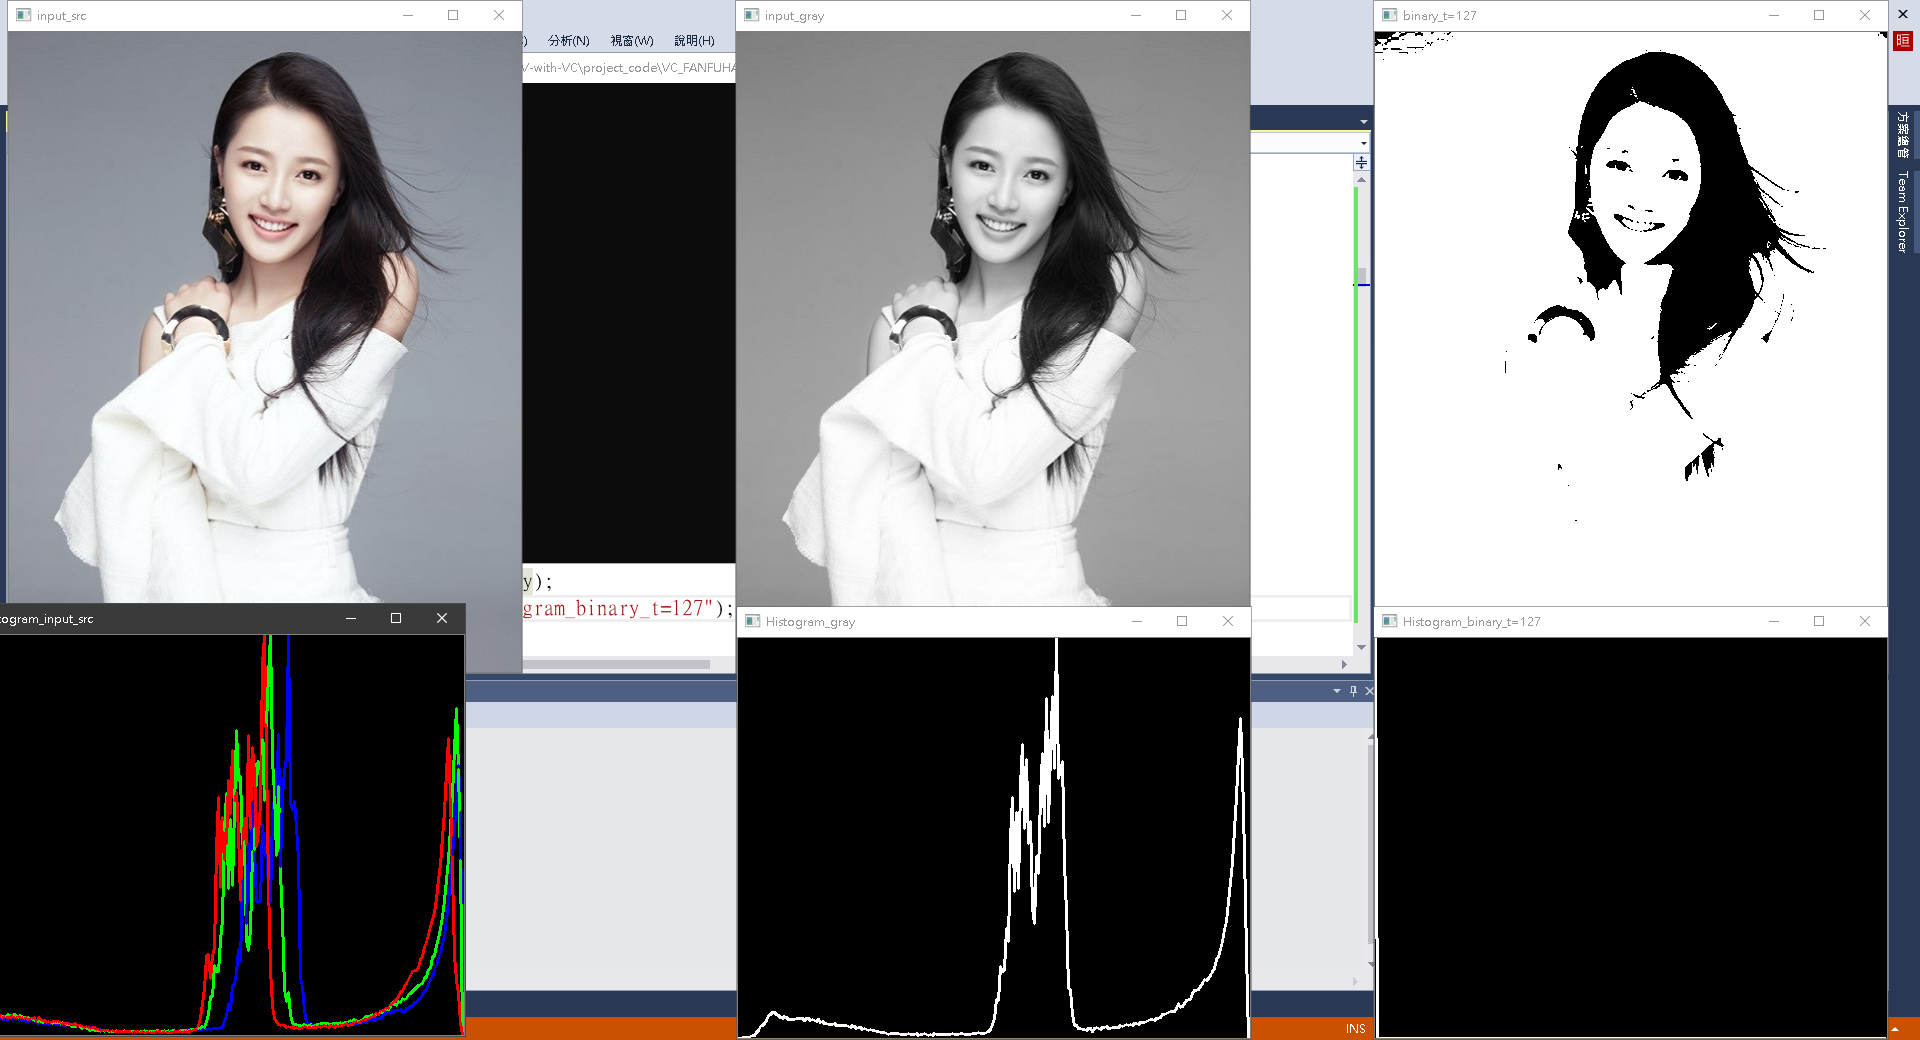 input_src
input_gray
binary_t=127
分析(N) 視窗(W) 說明(H)
V-with-VC\project_code\VC_FANFUHA
方案總管
Team Explorer
y);
gram_binary_t=127");
togram_input_src
Histogram_gray
Histogram_binary_t=127
INS